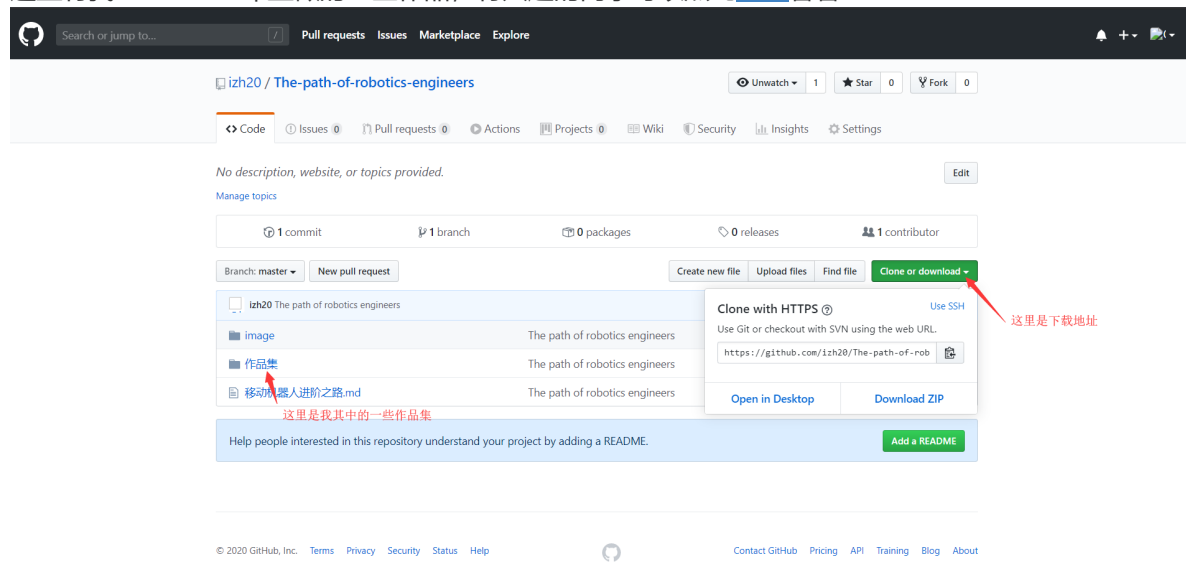 Search or jump to... / Pull requests Issues Marketplace Explore
izh20 / The-path-of-robotics-engineers
Unwatch 1 Star 0 Fork 0
Code Issues 0 Pull requests 0 Actions Projects 0 Wiki Security Insights Settings
No description, website, or topics provided.
Edit
Manage topics
1 commit 1 branch 0 packages 0 releases 1 contributor
Branch: master New pull request Create new file Upload files Find file Clone or download
izh20 The path of robotics engineers
image The path of robotics engineers
作品集 The path of robotics engineers
移动机器人进阶之路.md The path of robotics engineers
Clone with HTTPS Use SSH
Use Git or checkout with SVN using the web URL.
https://github.com/izh20/The-path-of-rob
Open in Desktop Download ZIP
这里是下载地址
这里是我其中的一些作品集
Help people interested in this repository understand your project by adding a README.
Add a README
© 2020 GitHub, Inc. Terms Privacy Security Status Help Contact GitHub Pricing API Training Blog About